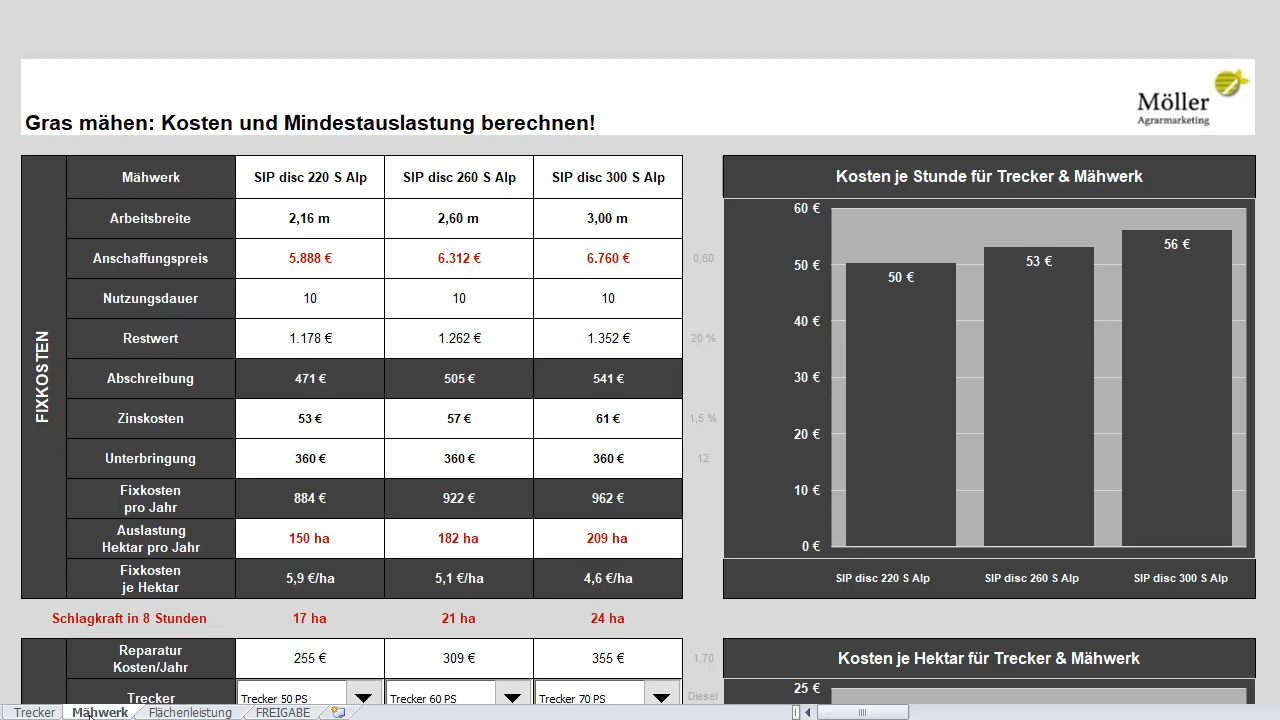 Möller
Agrarmarketing
Gras mähen: Kosten und Mindestauslastung berechnen!
FIXKOSTEN
Mähwerk SIP disc 220 S Alp SIP disc 260 S Alp SIP disc 300 S Alp
Arbeitsbreite 2,16 m 2,60 m 3,00 m
Anschaffungspreis 5.888 € 6.312 € 6.760 € 0,80
Nutzungsdauer 10 10 10
Restwert 1.178 € 1.262 € 1.352 € 20 %
Abschreibung 471 € 505 € 541 €
Zinskosten 53 € 57 € 61 € 1,5 %
Unterbringung 360 € 360 € 360 € 12
Fixkosten
pro Jahr 884 € 922 € 962 €
Auslastung
Hektar pro Jahr 150 ha 182 ha 209 ha
Fixkosten
je Hektar 5,9 €/ha 5,1 €/ha 4,6 €/ha
Schlagkraft in 8 Stunden 17 ha 21 ha 24 ha
Reparatur
Kosten/Jahr 255 € 309 € 355 € 1,70
Trecker Trecker 50 PS Trecker 60 PS Trecker 70 PS Diesel
Kosten je Stunde für Trecker & Mähwerk
60 €
50 €
40 €
30 €
20 €
10 €
0 €
50 € 53 € 56 €
SIP disc 220 S Alp SIP disc 260 S Alp SIP disc 300 S Alp
Kosten je Hektar für Trecker & Mähwerk
25 €
Trecker Mähwerk Flächenleistung FREIGABE